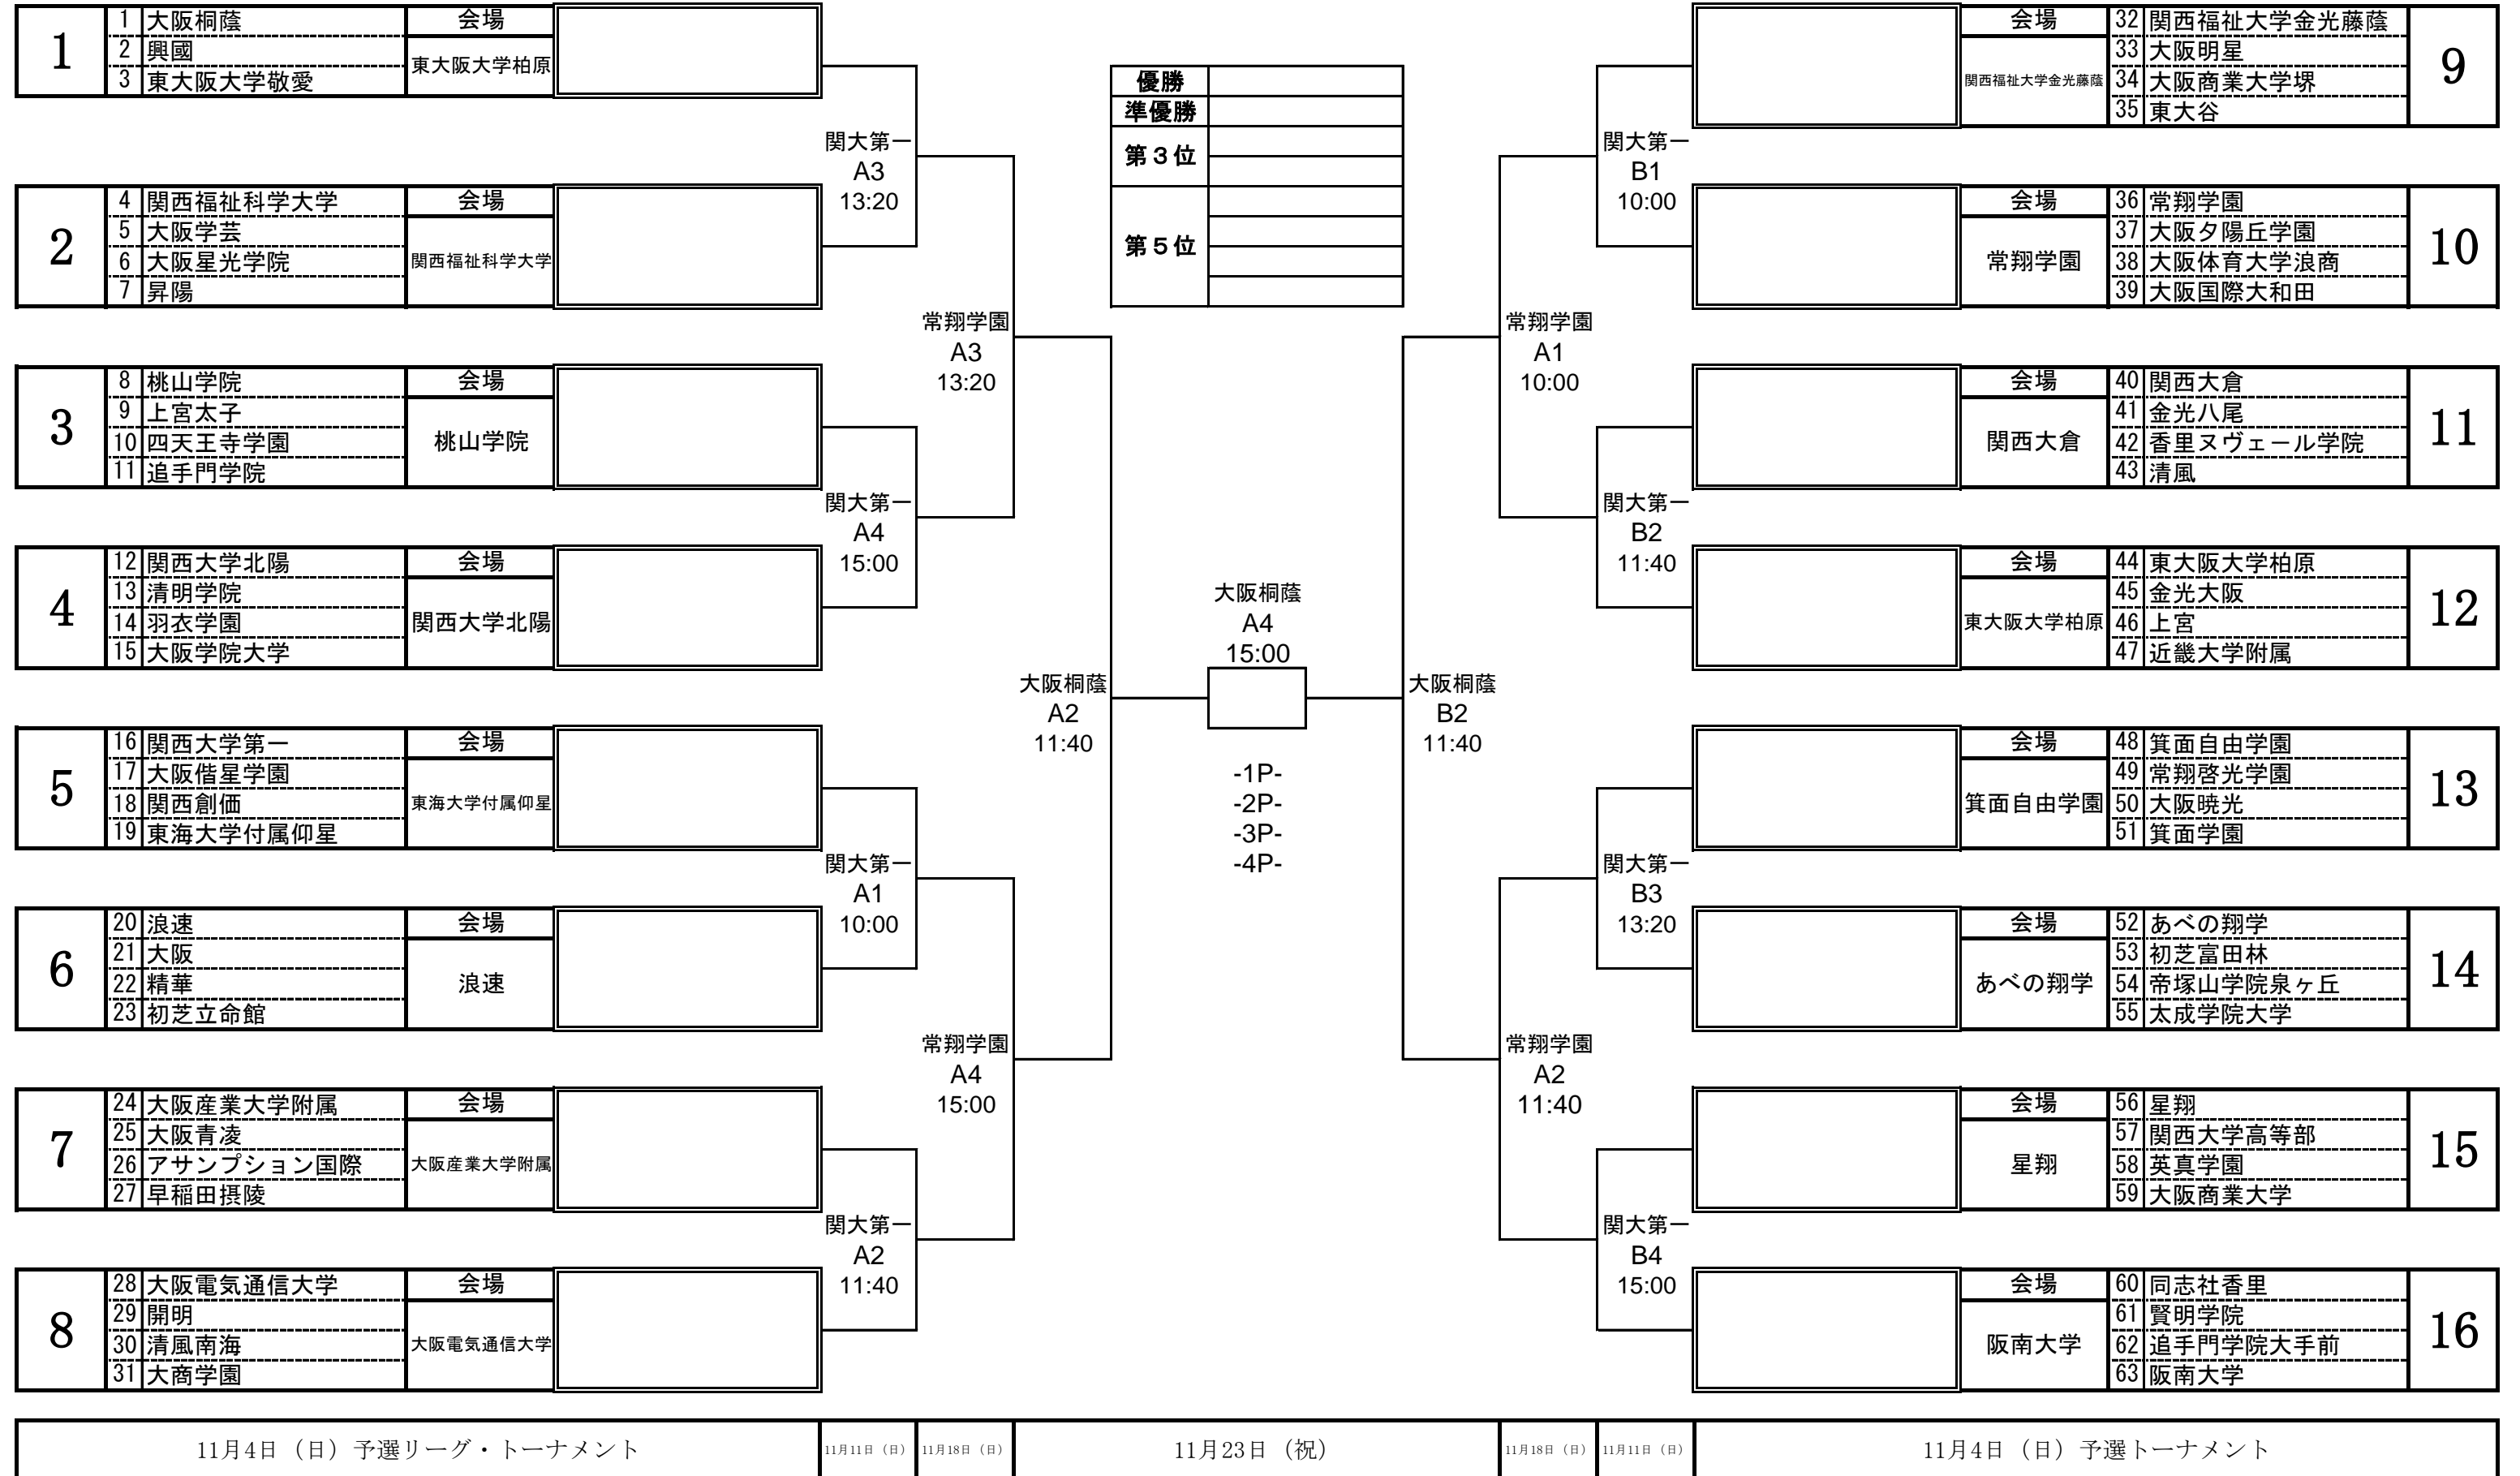 1
1 大阪桐蔭
2 興國
3 東大阪大学敬愛
会場
東大阪大学柏原
2
4 関西福祉科学大学
5 大阪学芸
6 大阪星光学院
7 昇陽
会場
関西福祉科学大学
3
8 桃山学院
9 上宮太子
10 四天王寺学園
11 追手門学院
会場
桃山学院
4
12 関西大学北陽
13 清明学院
14 羽衣学園
15 大阪学院大学
会場
関西大学北陽
5
16 関西大学第一
17 大阪偕星学園
18 関西創価
19 東海大学付属仰星
会場
東海大学付属仰星
6
20 浪速
21 大阪
22 精華
23 初芝立命館
会場
浪速
7
24 大阪産業大学附属
25 大阪青凌
26 アサンプション国際
27 早稲田摂陵
会場
大阪産業大学附属
8
28 大阪電気通信大学
29 開明
30 清風南海
31 大商学園
会場
大阪電気通信大学
関大第一
A3
13:20
関大第一
A4
15:00
関大第一
A1
10:00
関大第一
A2
11:40
常翔学園
A3
13:20
常翔学園
A4
15:00
大阪桐蔭
A2
11:40
優勝
準優勝
第３位
第５位
大阪桐蔭
A4
15:00
-1P-
-2P-
-3P-
-4P-
大阪桐蔭
B2
11:40
常翔学園
A1
10:00
常翔学園
A2
11:40
関大第一
B1
10:00
関大第一
B2
11:40
関大第一
B3
13:20
関大第一
B4
15:00
会場
関西福祉大学金光藤蔭
32 関西福祉大学金光藤蔭
33 大阪明星
34 大阪商業大学堺
35 東大谷
9
会場
常翔学園
36 常翔学園
37 大阪夕陽丘学園
38 大阪体育大学浪商
39 大阪国際大和田
10
会場
関西大倉
40 関西大倉
41 金光八尾
42 香里ヌヴェール学院
43 清風
11
会場
東大阪大学柏原
44 東大阪大学柏原
45 金光大阪
46 上宮
47 近畿大学附属
12
会場
箕面自由学園
48 箕面自由学園
49 常翔啓光学園
50 大阪暁光
51 箕面学園
13
会場
あべの翔学
52 あべの翔学
53 初芝富田林
54 帝塚山学院泉ヶ丘
55 太成学院大学
14
会場
星翔
56 星翔
57 関西大学高等部
58 英真学園
59 大阪商業大学
15
会場
阪南大学
60 同志社香里
61 賢明学院
62 追手門学院大手前
63 阪南大学
16
11月4日（日）予選リーグ・トーナメント
11月11日（日）
11月18日（日）
11月23日（祝）
11月18日（日）
11月11日（日）
11月4日（日）予選トーナメント